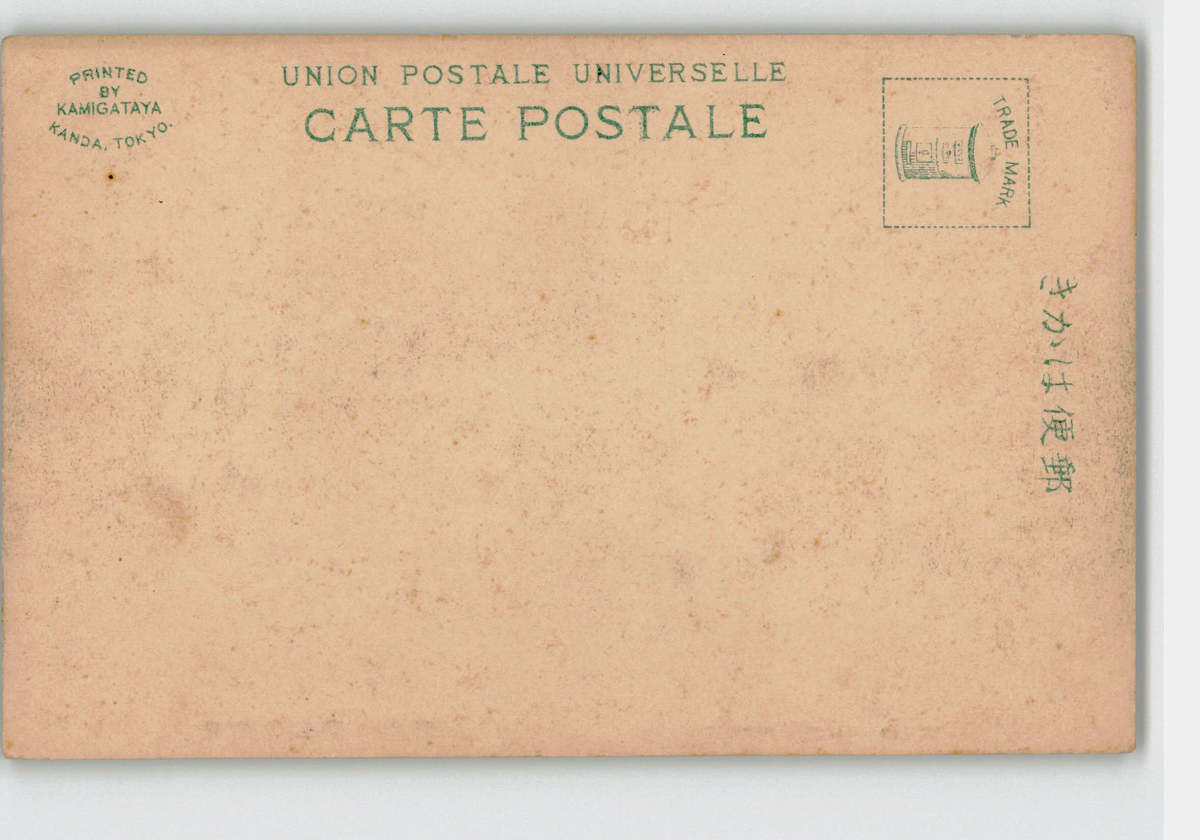 PRINTED
BY
KAMIGATAYA
KANDA, TOKYO.
UNION POSTALE UNIVERSELLE
CARTE POSTALE
TRADE MARK
きかは便郵